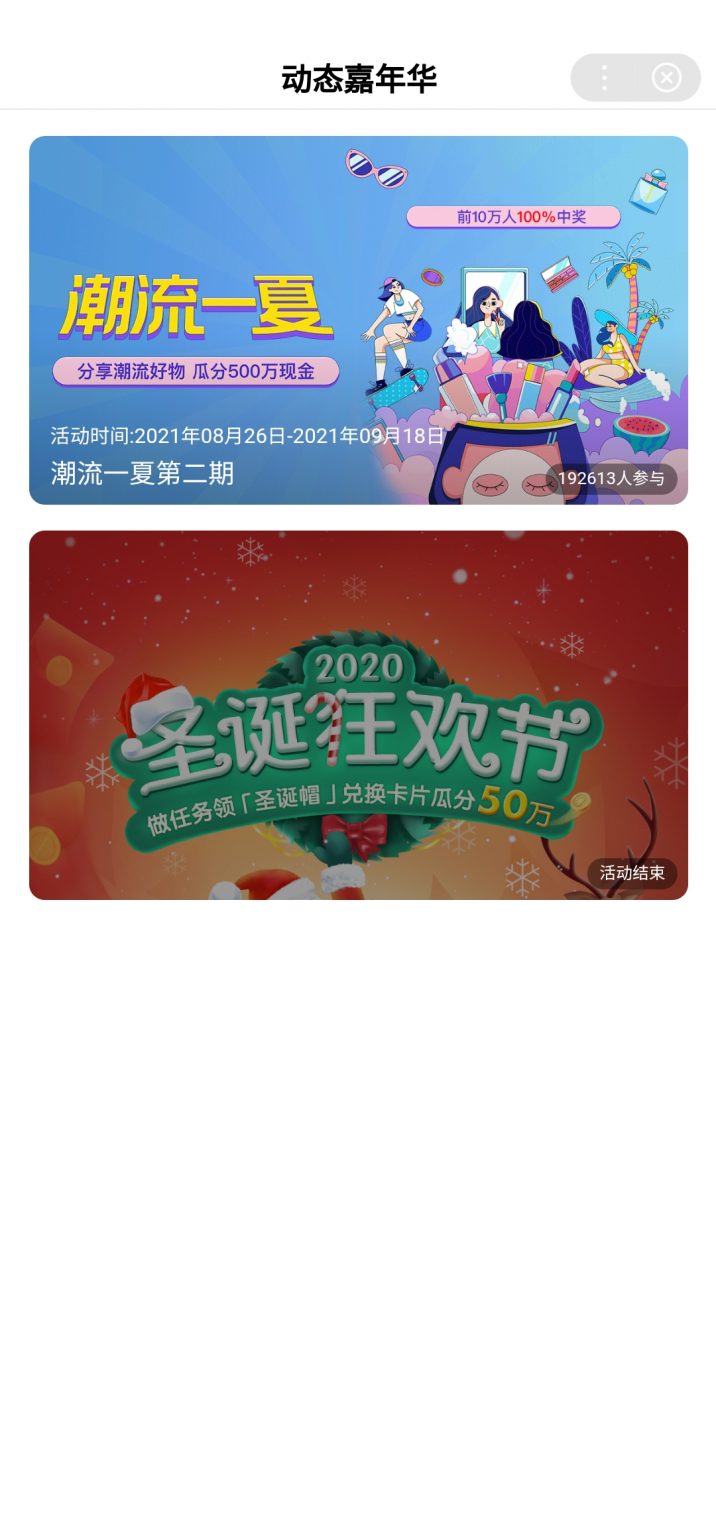 动态嘉年华
前10万人100%中奖
潮流一夏
分享潮流好物 瓜分500万现金
活动时间:2021年08月26日-2021年09月18日
潮流一夏第二期
192613人参与
2020
圣诞狂欢节
做任务领「圣诞帽」兑换卡片瓜分50万
活动结束